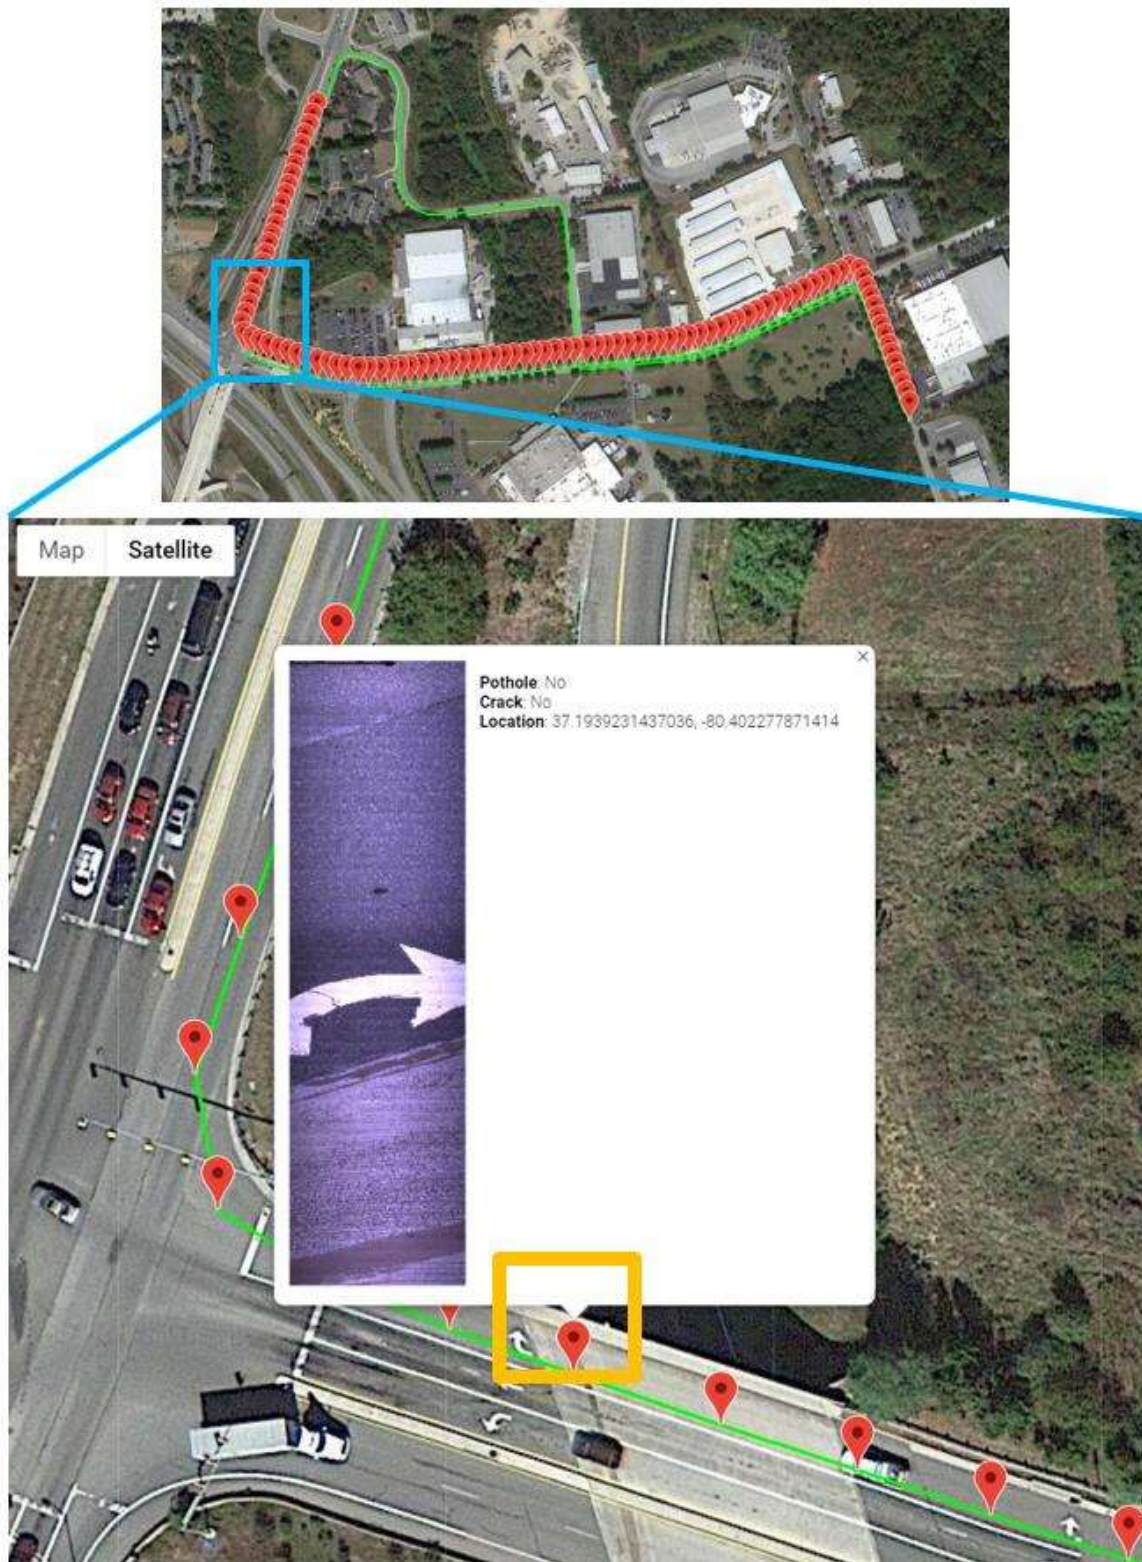 Map Satellite
Pothole: No
Crack: No
Location: 37.1939231437036, -80.402277871414